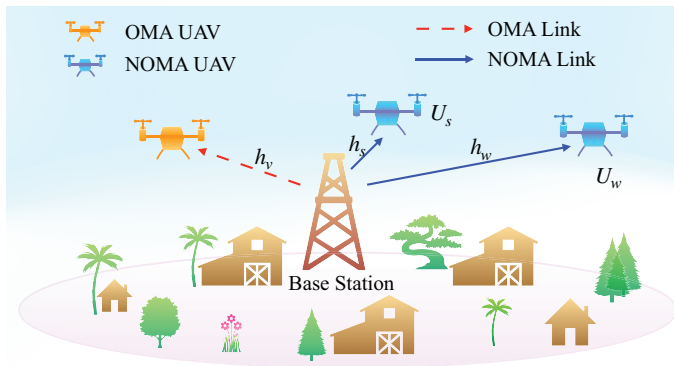 OMA UAV
NOMA UAV
OMA Link
NOMA Link
U_s
h_v
h_s
h_w
U_w
Base Station